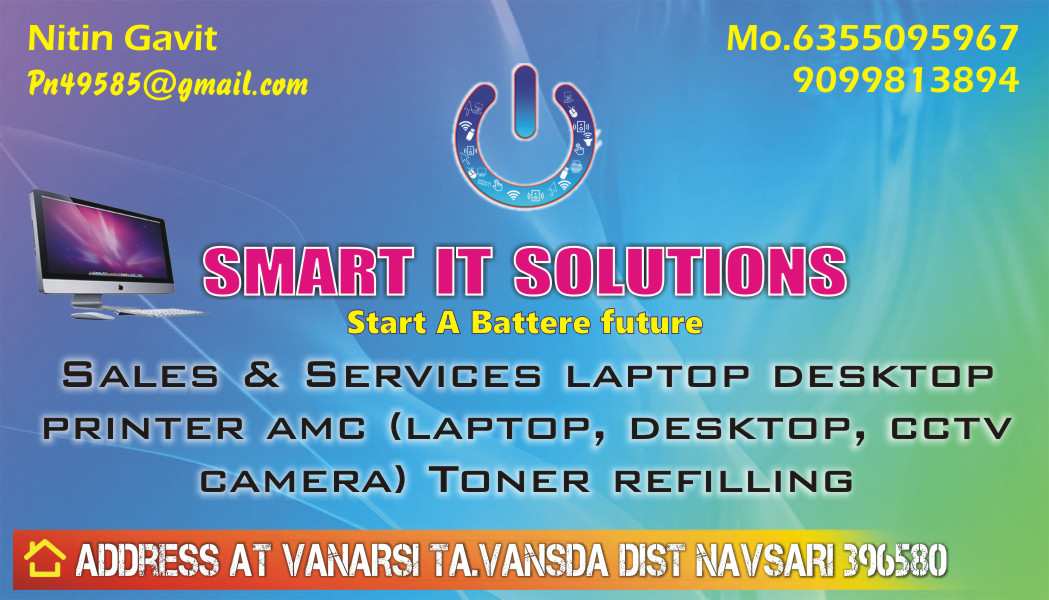 Nitin Gavit
Pn49585@gmail.com
Mo.6355095967
9099813894
SMART IT SOLUTIONS
Start A Battere future
SALES & SERVICES LAPTOP DESKTOP
PRINTER AMC (LAPTOP, DESKTOP, CCTV
CAMERA) TONER REFILLING
ADDRESS AT VANARSI TA.VANSDA DIST NAVSARI 396580